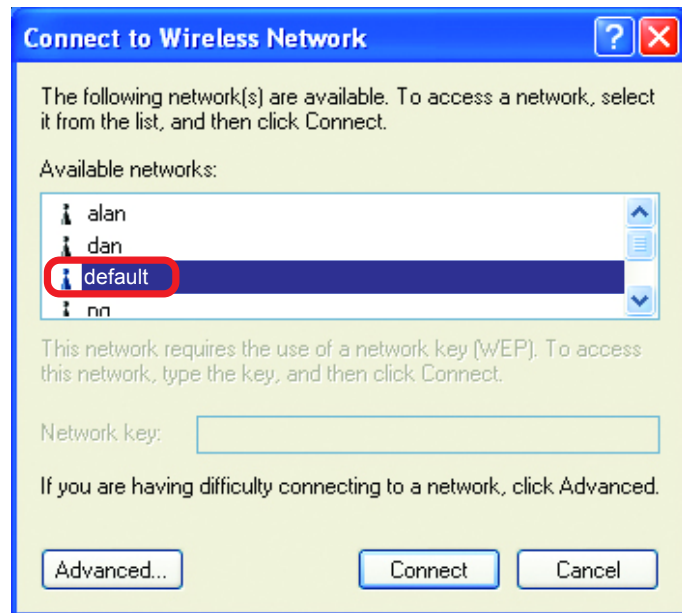 Connect to Wireless Network
?
The following network(s) are available. To access a network, select
it from the list, and then click Connect.
Available networks:
alan
dan
default
This network requires the use of a network key (WEP). To access
this network, type the key, and then click Connect.
Network key:
If you are having difficulty connecting to a network, click Advanced.
Advanced...
Connect
Cancel